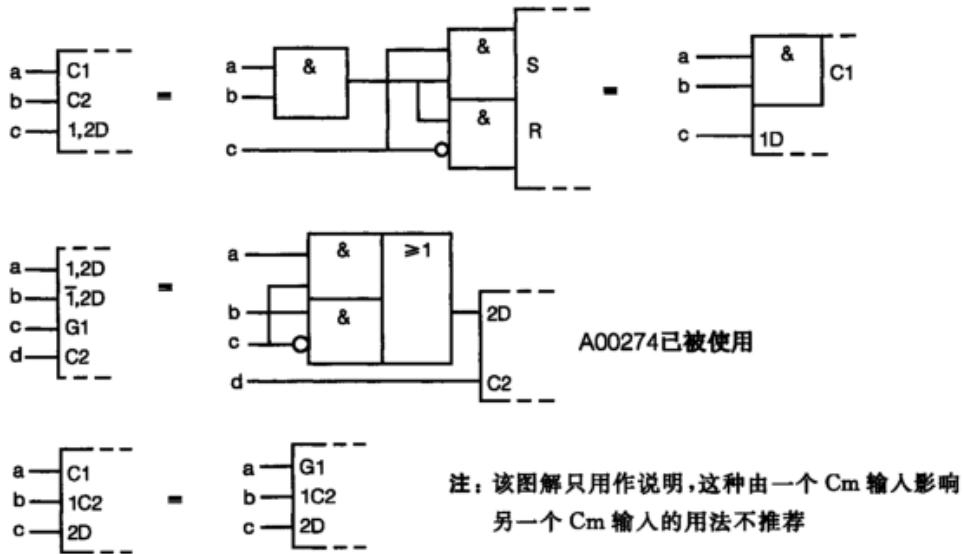 a C1
b C2
c 1,2D
=
a
b
c
&
&
&
S
R
=
a
b
c
&
C1
1D
a 1,2D
b 1̅,2D
c G1
d C2
=
a
b
c
d
&
&
≥1
2D
C2
A00274已被使用
a C1
b 1C2
c 2D
=
a G1
b 1C2
c 2D
注：该图解只用作说明，这种由一个 Cm 输入影响
另一个 Cm 输入的用法不推荐